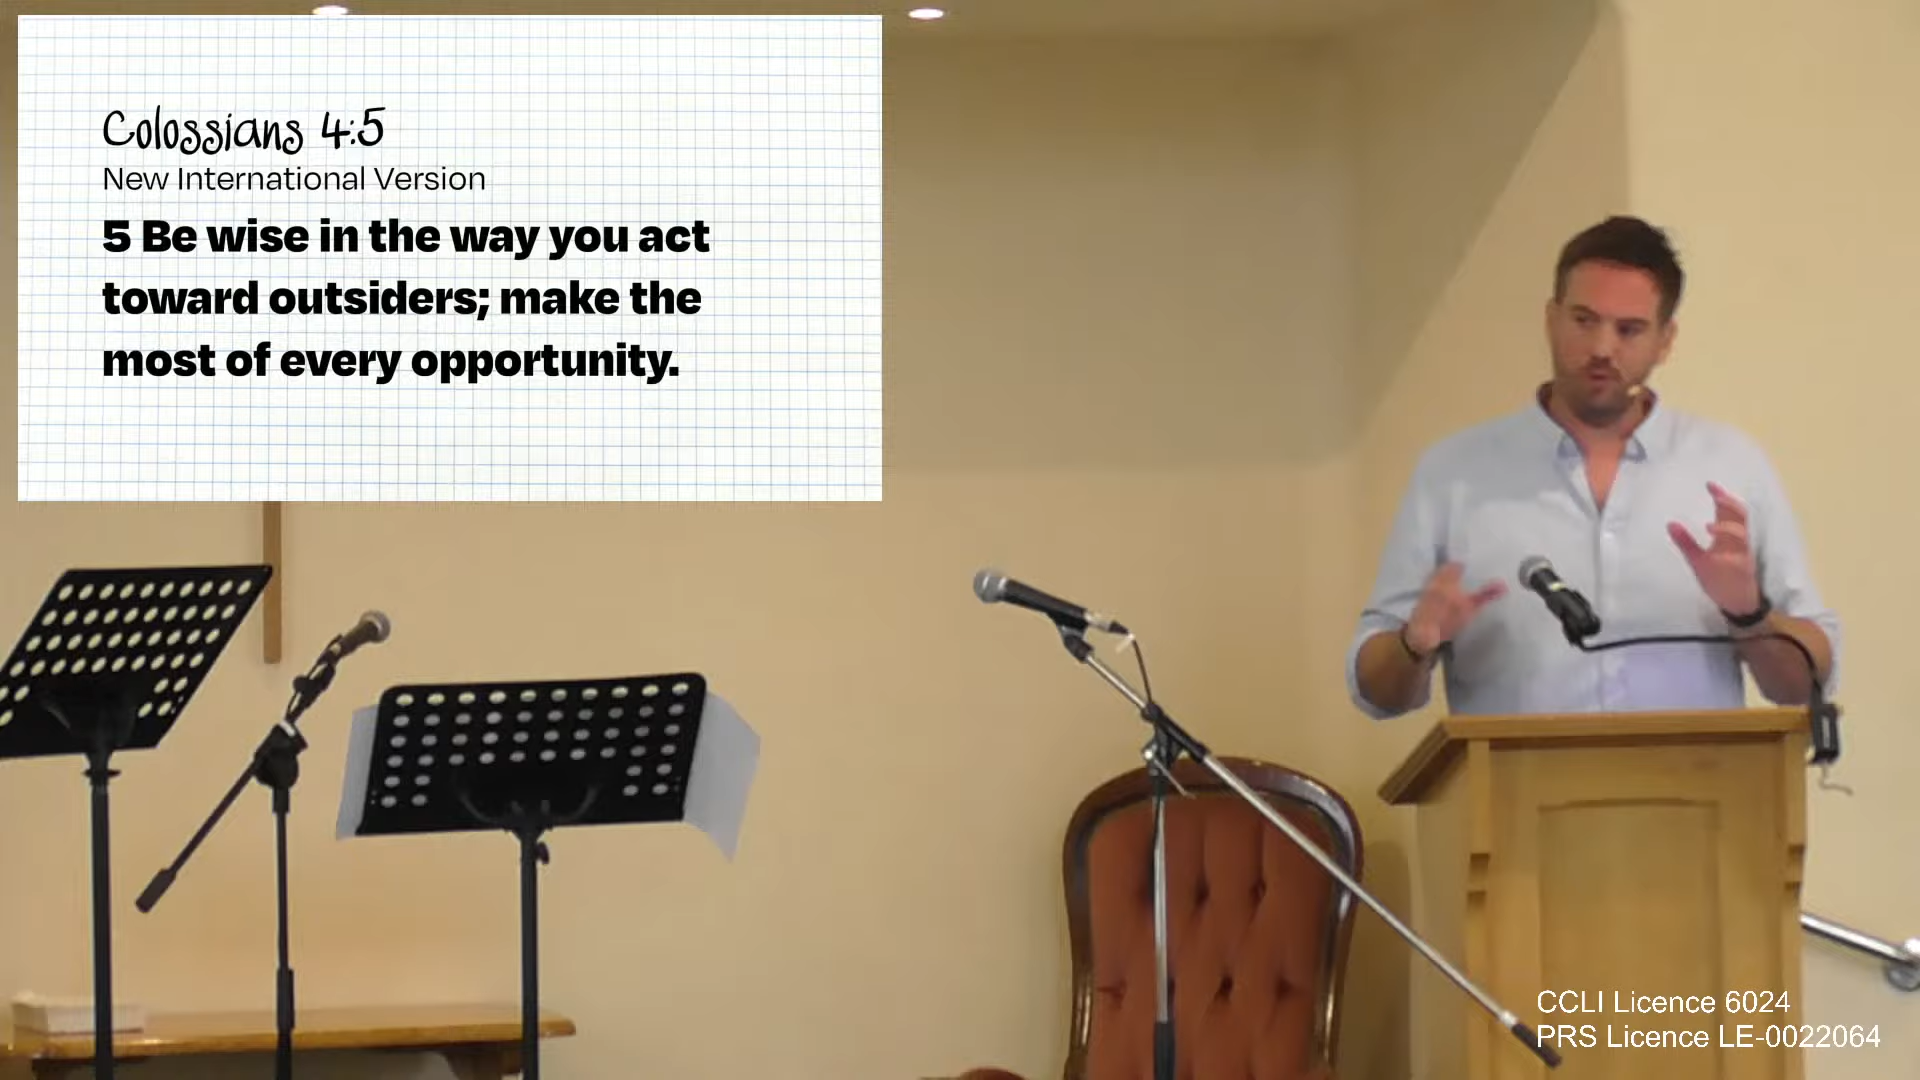 Colossians 4:5
New International Version
5 Be wise in the way you act
toward outsiders; make the
most of every opportunity.
CCLI Licence 6024
PRS Licence LE-0022064